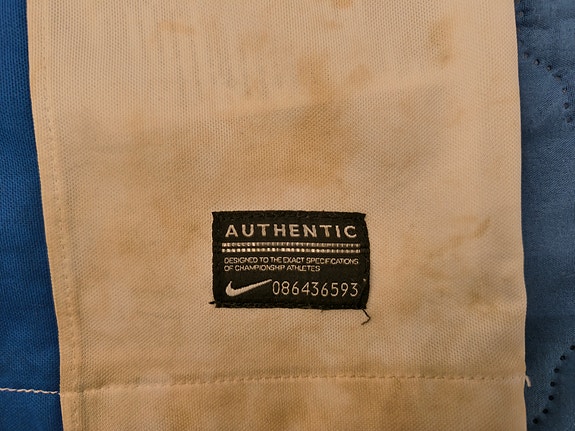 AUTHENTIC
DESIGNED TO THE EXACT SPECIFICATIONS
OF CHAMPIONSHIP ATHLETES
086436593